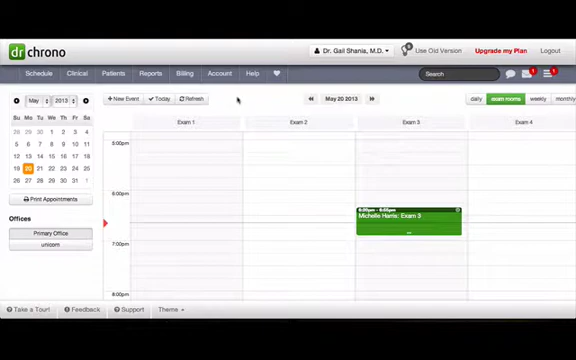 dr chrono
Dr. Gail Shanis, M.D.
Use Old Version
Upgrade my Plan
Logout
Schedule Clinical Patients Reports Billing Account Help
Search
May 2013
+ New Event Today Refresh
May 20 2013
daily exam rooms weekly monthly
Su Mo Tu We Th Fr Sa
28 29 30 1 2 3 4
5 6 7 8 9 10 11
12 13 14 15 16 17 18
19 20 21 22 23 24 25
26 27 28 29 30 31 1
Exam 1 Exam 2 Exam 3 Exam 4
5:00pm
6:00pm
Michelle Harris: Exam 3
7:00pm
8:00pm
Print Appointments
Offices
Primary Office
unicorn
Take a Tour! Feedback Support Theme